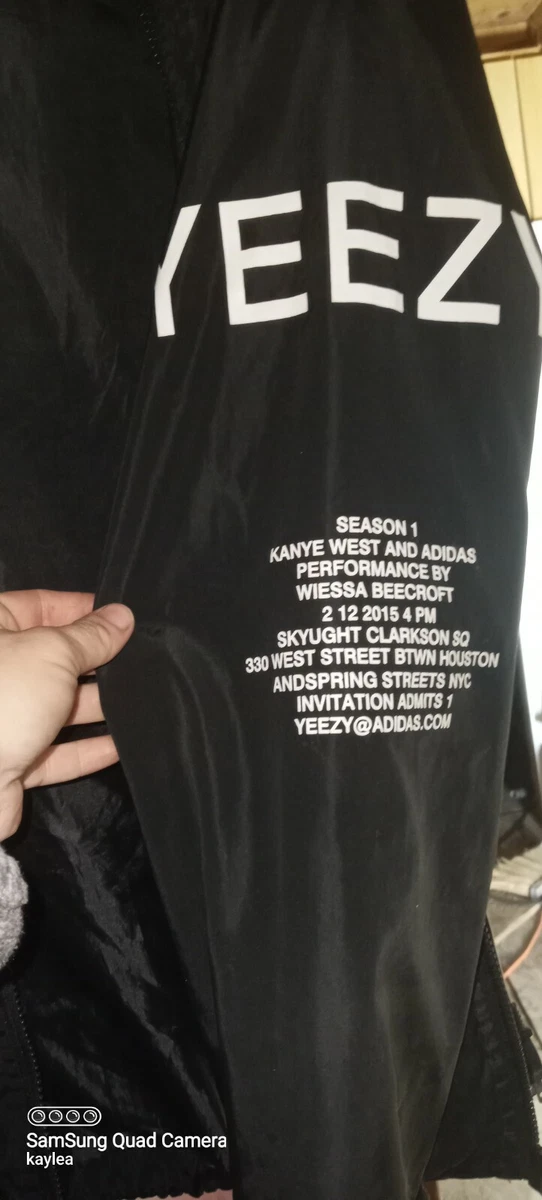 YEEZY
SEASON 1
KANYE WEST AND ADIDAS
PERFORMANCE BY
WIESSA BEECROFT
2 12 2015 4 PM
SKYUGHT CLARKSON SQ
330 WEST STREET BTWN HOUSTON
ANDSPRING STREETS NYC
INVITATION ADMITS 1
YEEZY@ADIDAS.COM
SamSung Quad Camera
kaylea